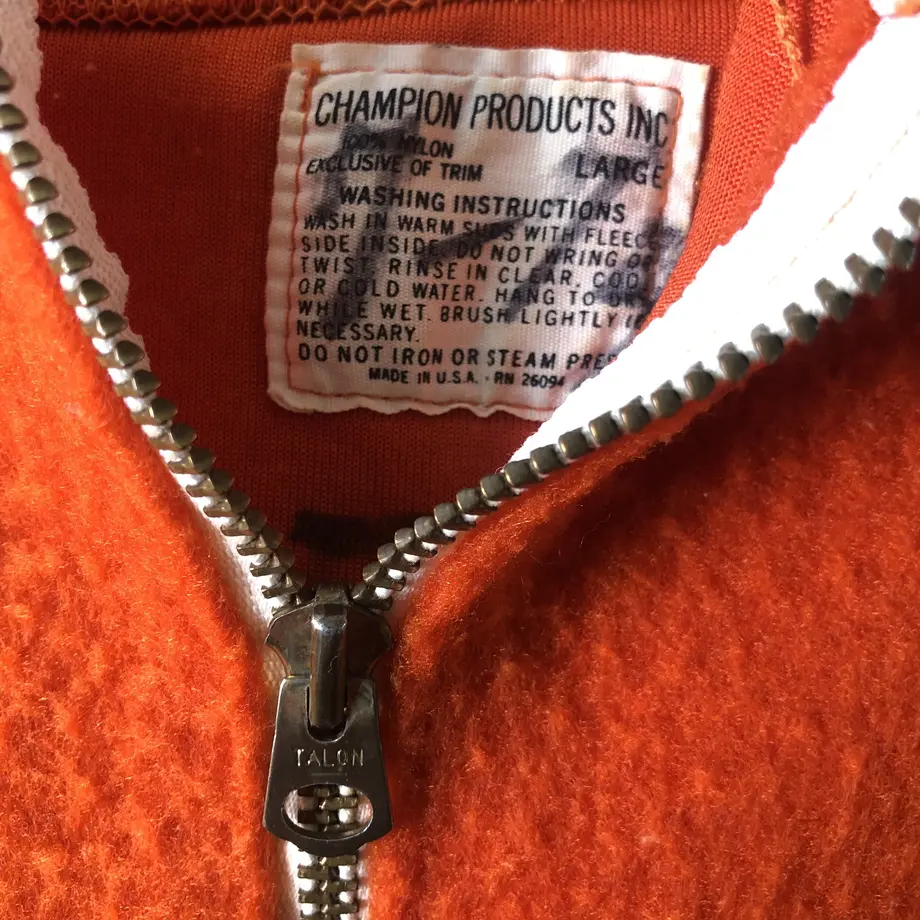 CHAMPION PRODUCTS INC
100% NYLON
EXCLUSIVE OF TRIM LARGE
WASHING INSTRUCTIONS
WASH IN WARM SUDS WITH FLEECE
SIDE INSIDE. DO NOT WRING OR
TWIST. RINSE IN CLEAR, COOL
OR COLD WATER. HANG TO DRY
WHILE WET. BRUSH LIGHTLY IF
NECESSARY.
DO NOT IRON OR STEAM PRE
MADE IN U.S.A. · RN 26094
TALON